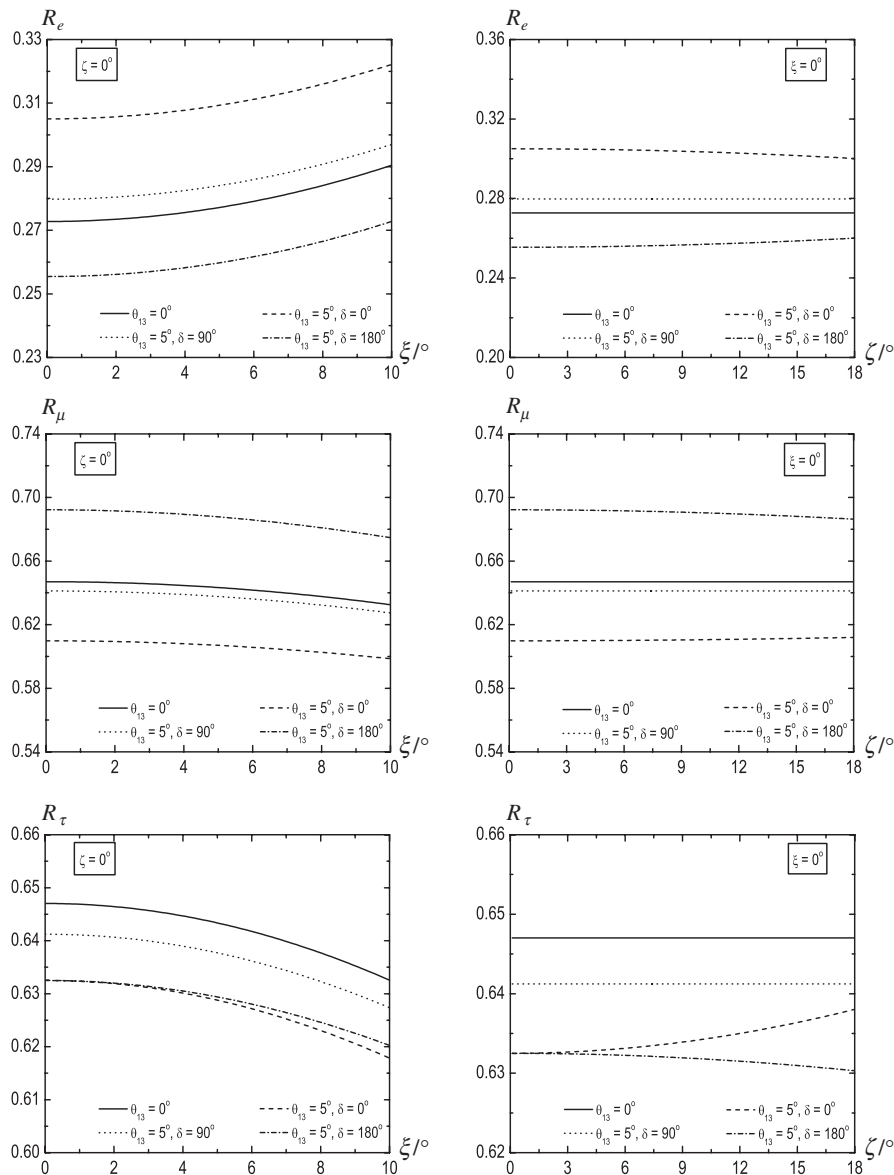 R_e
0.33
0.31
0.29
0.27
0.25
0.23
ζ = 0°
θ₁₃ = 0°
θ₁₃ = 5°, δ = 0°
θ₁₃ = 5°, δ = 90°
θ₁₃ = 5°, δ = 180°
0 2 4 6 8 10
ξ/°
R_e
0.36
0.32
0.28
0.24
0.20
ξ = 0°
θ₁₃ = 0°
θ₁₃ = 5°, δ = 0°
θ₁₃ = 5°, δ = 90°
θ₁₃ = 5°, δ = 180°
0 3 6 9 12 15 18
ζ/°
R_μ
0.74
0.70
0.66
0.62
0.58
0.54
ζ = 0°
θ₁₃ = 0°
θ₁₃ = 5°, δ = 0°
θ₁₃ = 5°, δ = 90°
θ₁₃ = 5°, δ = 180°
0 2 4 6 8 10
ξ/°
R_μ
0.74
0.70
0.66
0.62
0.58
0.54
ξ = 0°
θ₁₃ = 0°
θ₁₃ = 5°, δ = 0°
θ₁₃ = 5°, δ = 90°
θ₁₃ = 5°, δ = 180°
0 3 6 9 12 15 18
ζ/°
R_τ
0.66
0.65
0.64
0.63
0.62
0.61
0.60
ζ = 0°
θ₁₃ = 0°
θ₁₃ = 5°, δ = 0°
θ₁₃ = 5°, δ = 90°
θ₁₃ = 5°, δ = 180°
0 2 4 6 8 10
ξ/°
R_τ
0.66
0.65
0.64
0.63
0.62
ξ = 0°
θ₁₃ = 0°
θ₁₃ = 5°, δ = 0°
θ₁₃ = 5°, δ = 90°
θ₁₃ = 5°, δ = 180°
0 3 6 9 12 15 18
ζ/°